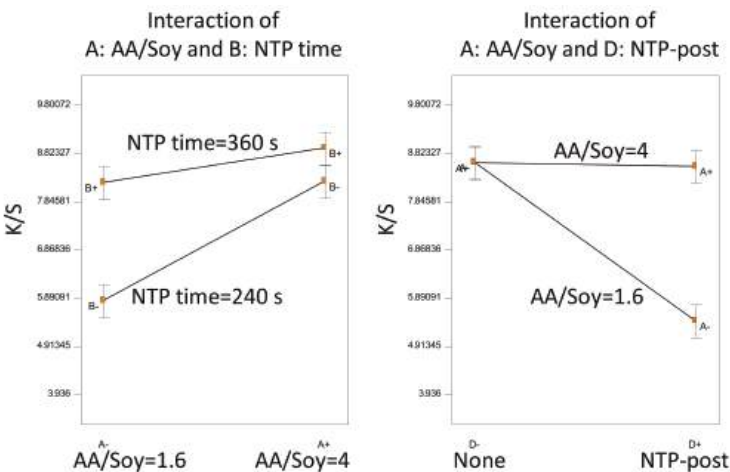 Interaction of
A: AA/Soy and B: NTP time
K/S
9.80072
8.82327
7.84581
6.86836
5.89091
4.91345
3.936
NTP time=360 s
B+
B+
B-
NTP time=240 s
B-
A-
A+
AA/Soy=1.6
AA/Soy=4
Interaction of
A: AA/Soy and D: NTP-post
K/S
9.80072
8.82327
7.84581
6.86836
5.89091
4.91345
3.936
AA/Soy=4
A+
AA/Soy=1.6
A-
D-
D+
None
NTP-post